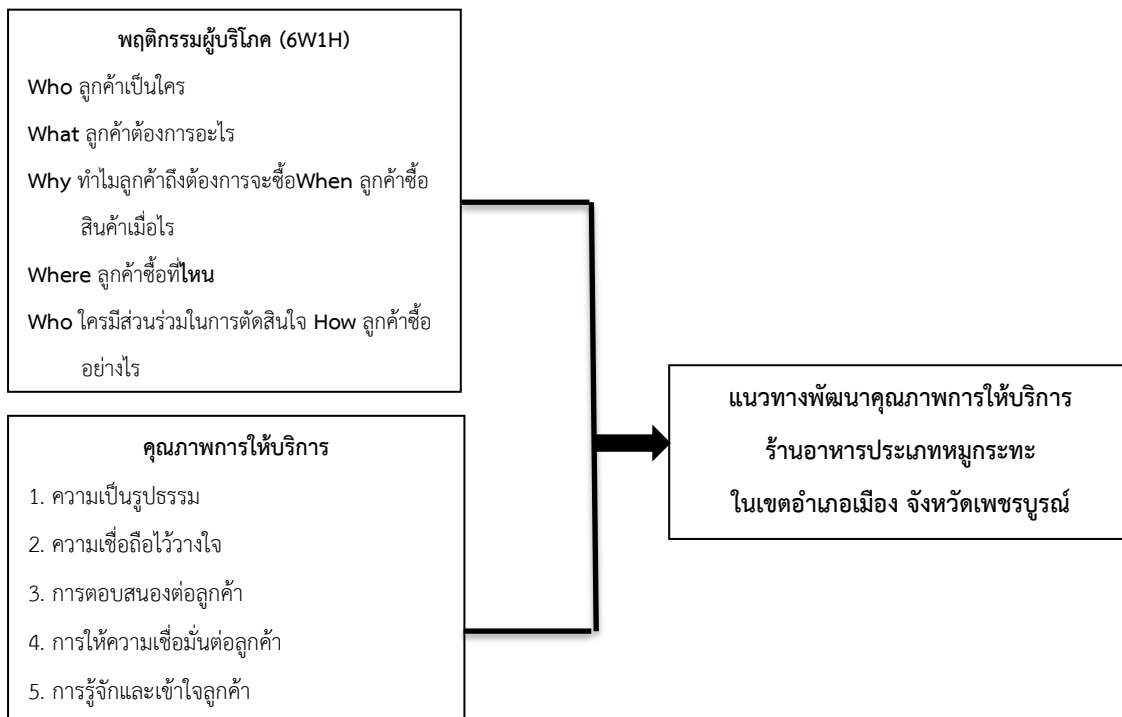 พฤติกรรมผู้บริโภค (6W1H)
Who ลูกค้าเป็นใคร
What ลูกค้าต้องการอะไร
Why ทำไมลูกค้าถึงต้องการจะซื้อWhen ลูกค้าซื้อ
สินค้าเมื่อไร
Where ลูกค้าซื้อที่ไหน
Who ใครมีส่วนร่วมในการตัดสินใจ How ลูกค้าซื้อ
อย่างไร
คุณภาพการให้บริการ
1. ความเป็นรูปธรรม
2. ความเชื่อถือไว้วางใจ
3. การตอบสนองต่อลูกค้า
4. การให้ความเชื่อมั่นต่อลูกค้า
5. การรู้จักและเข้าใจลูกค้า
แนวทางพัฒนาคุณภาพการให้บริการ
ร้านอาหารประเภทหมูกระทะ
ในเขตอำเภอเมือง จังหวัดเพชรบูรณ์